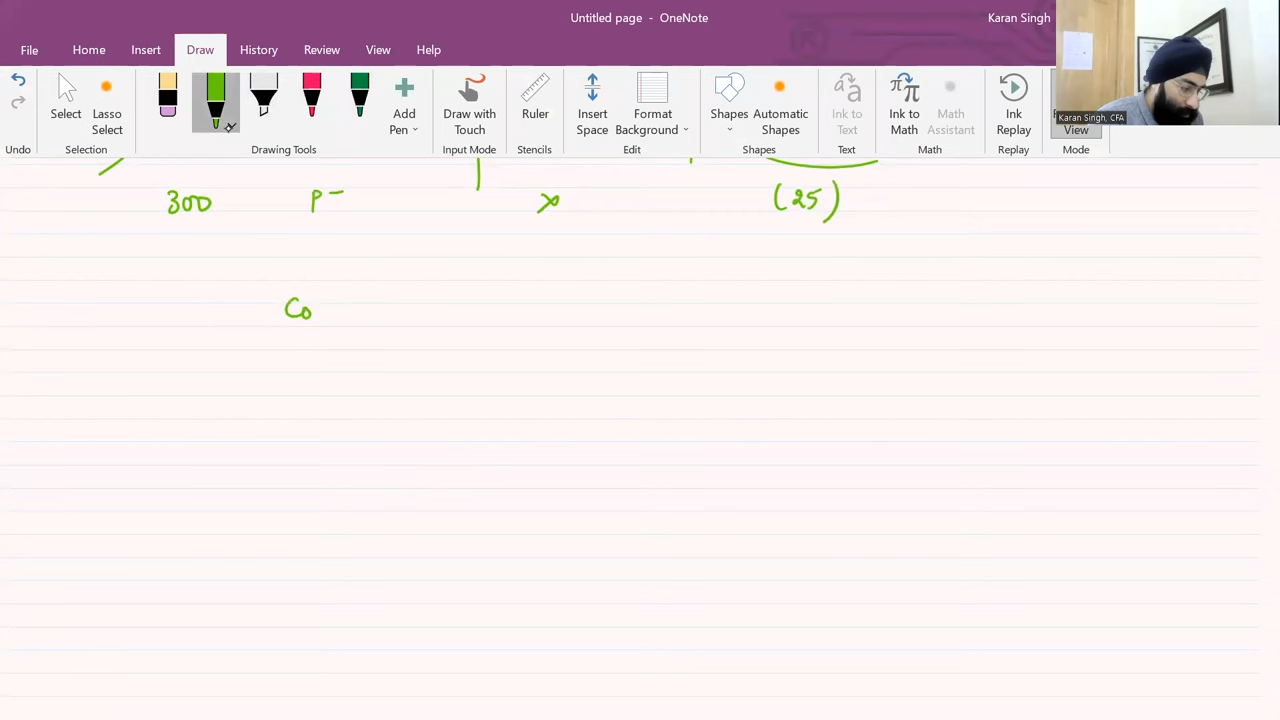 Untitled page - OneNote
Karan Singh
File Home Insert Draw History Review View Help
Select
Lasso Select
Add Pen
Draw with Touch
Ruler
Insert Space
Format Background
Shapes
Automatic Shapes
Ink to Text
Ink to Math
Math Assistant
Ink Replay
View
Karan Singh, CFA
Undo Selection Drawing Tools Input Mode Stencils Edit Shapes Text Math Replay Mode
300 P - x (25)
Co